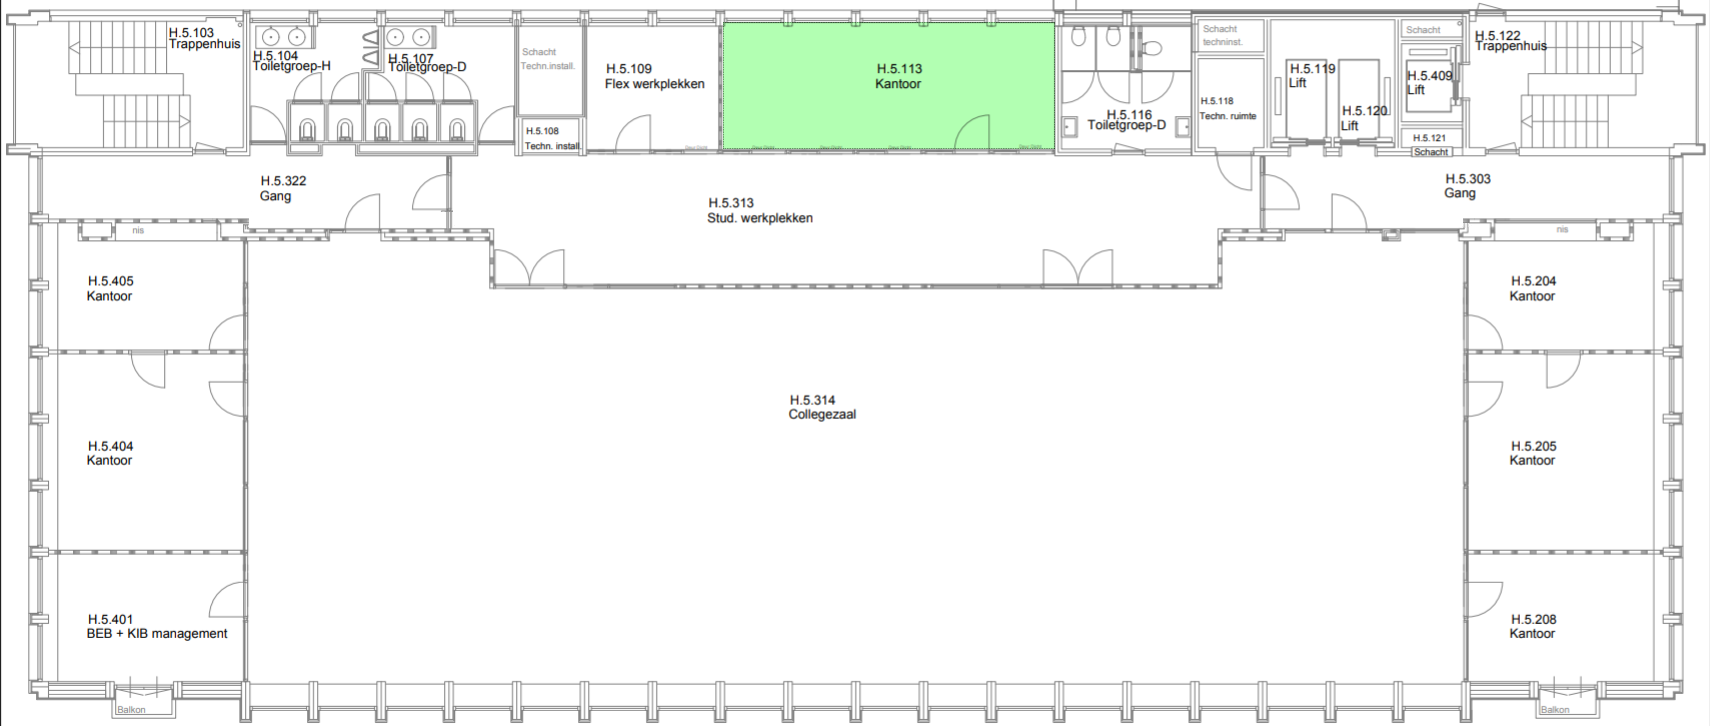 H.5.103
Trappenhuis
H.5.104
Toiletgroep-H
H.5.107
Toiletgroep-D
Schacht
Techn.install.
H.5.108
Techn. install.
H.5.109
Flex werkplekken
H.5.113
Kantoor
H.5.116
Toiletgroep-D
Schacht
techninst.
H.5.118
Techn. ruimte
H.5.119
Lift
H.5.120
Lift
Schacht
H.5.409
Lift
H.5.121
Schacht
H.5.122
Trappenhuis
H.5.322
Gang
H.5.313
Stud. werkplekken
H.5.303
Gang
nis
nis
H.5.405
Kantoor
H.5.204
Kantoor
H.5.314
Collegezaal
H.5.404
Kantoor
H.5.205
Kantoor
H.5.401
BEB + KIB management
H.5.208
Kantoor
Balkon
Balkon